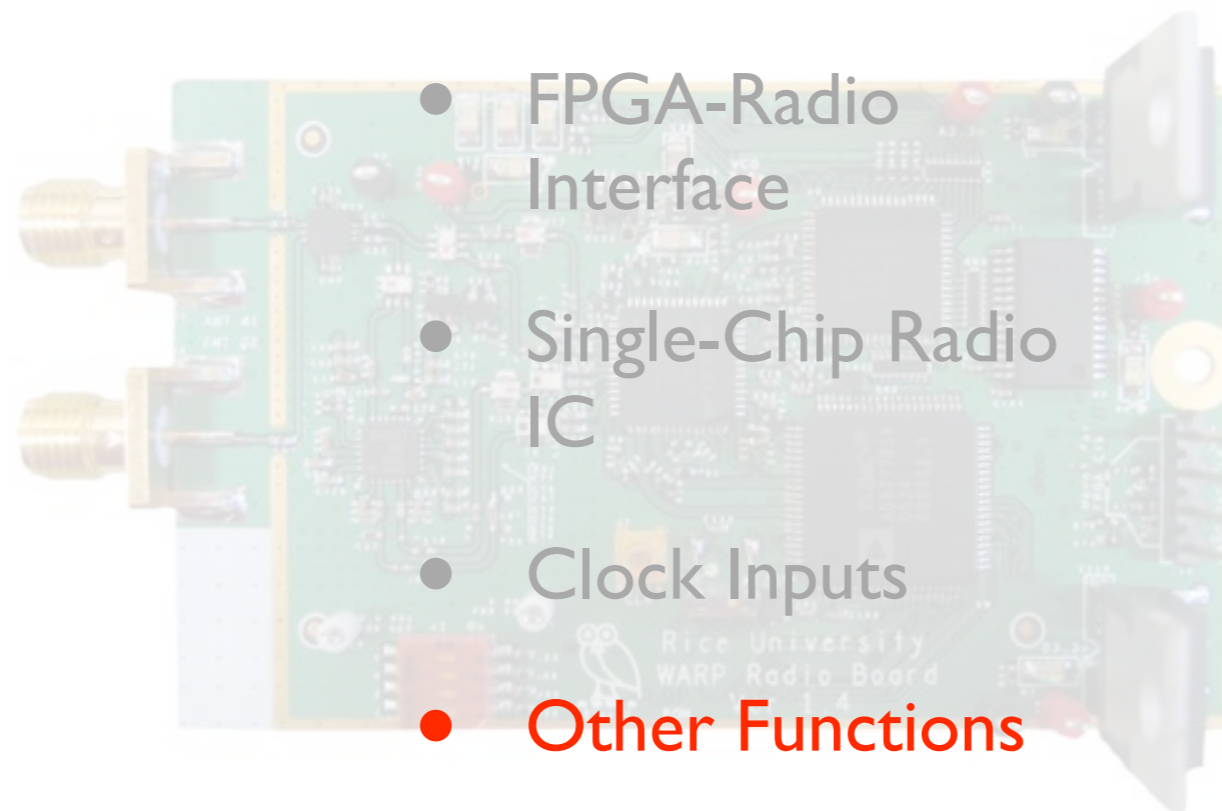 • FPGA-Radio
Interface
• Single-Chip Radio
IC
• Clock Inputs
Rice University
WARP Radio Board
• Other Functions